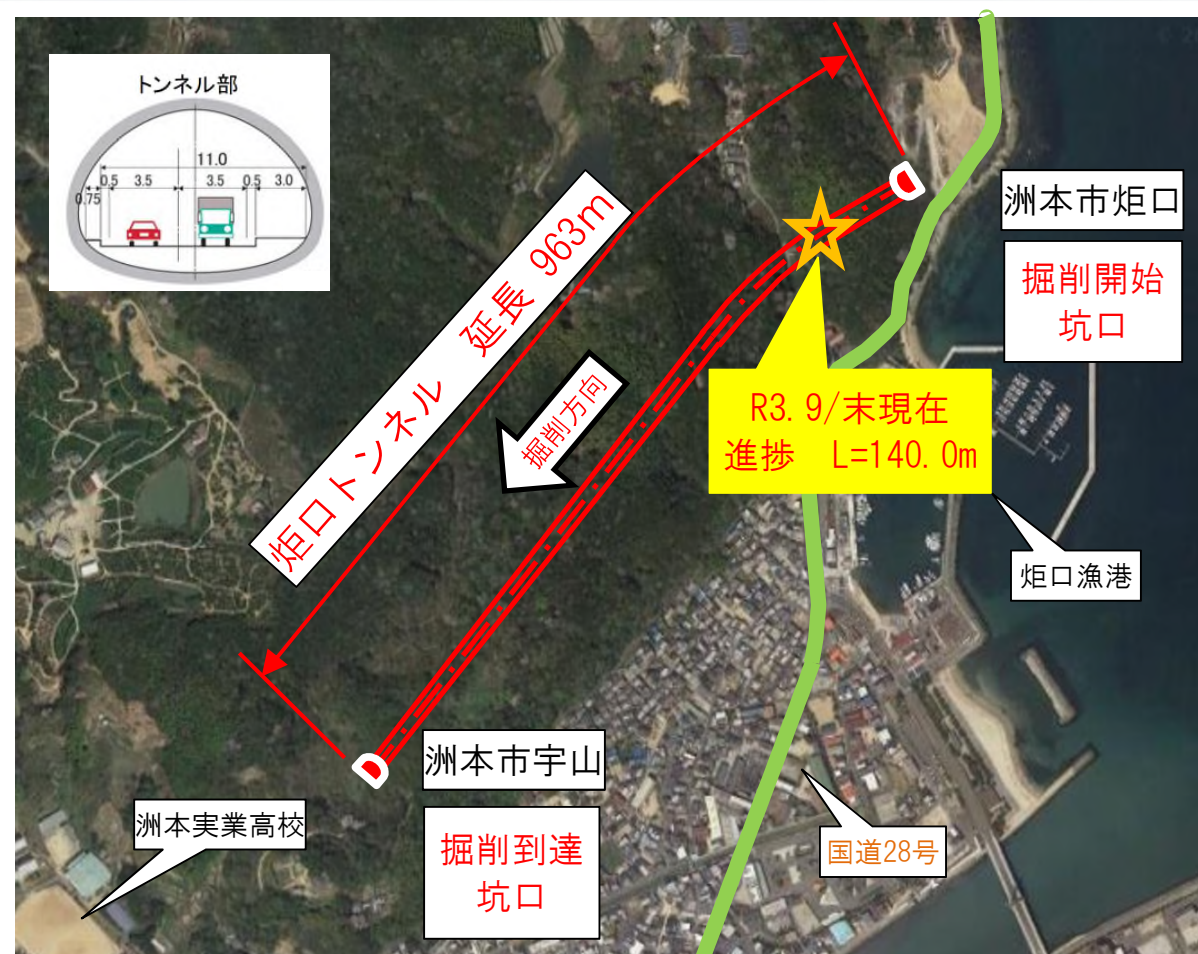 トンネル部
11.0
0.5 3.5 3.5 0.5 3.0
0.75
炬口トンネル 延長 963m
掘削方向
洲本市炬口
掘削開始
坑口
R3.9/末現在
進捗 L=140.0m
炬口漁港
洲本市宇山
掘削到達
坑口
洲本実業高校
国道28号